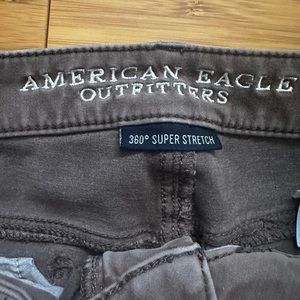 AMERICAN EAGLE
OUTFITTERS
360° SUPER STRETCH